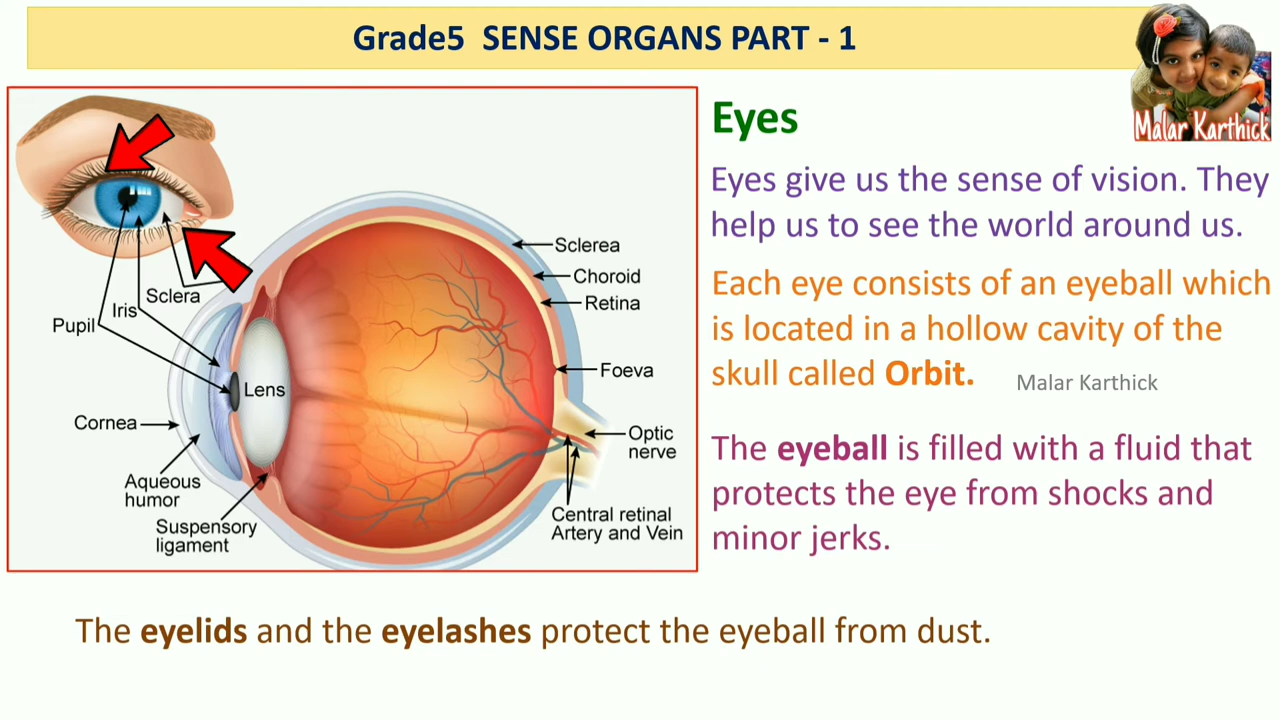 Grade5 SENSE ORGANS PART - 1
Malar Karthick
Eyes
Eyes give us the sense of vision. They
help us to see the world around us.
Each eye consists of an eyeball which
is located in a hollow cavity of the
skull called Orbit.
Malar Karthick
The eyeball is filled with a fluid that
protects the eye from shocks and
minor jerks.
Sclera
Iris
Pupil
Lens
Cornea
Aqueous
humor
Suspensory
ligament
Sclerea
Choroid
Retina
Foeva
Optic
nerve
Central retinal
Artery and Vein
The eyelids and the eyelashes protect the eyeball from dust.